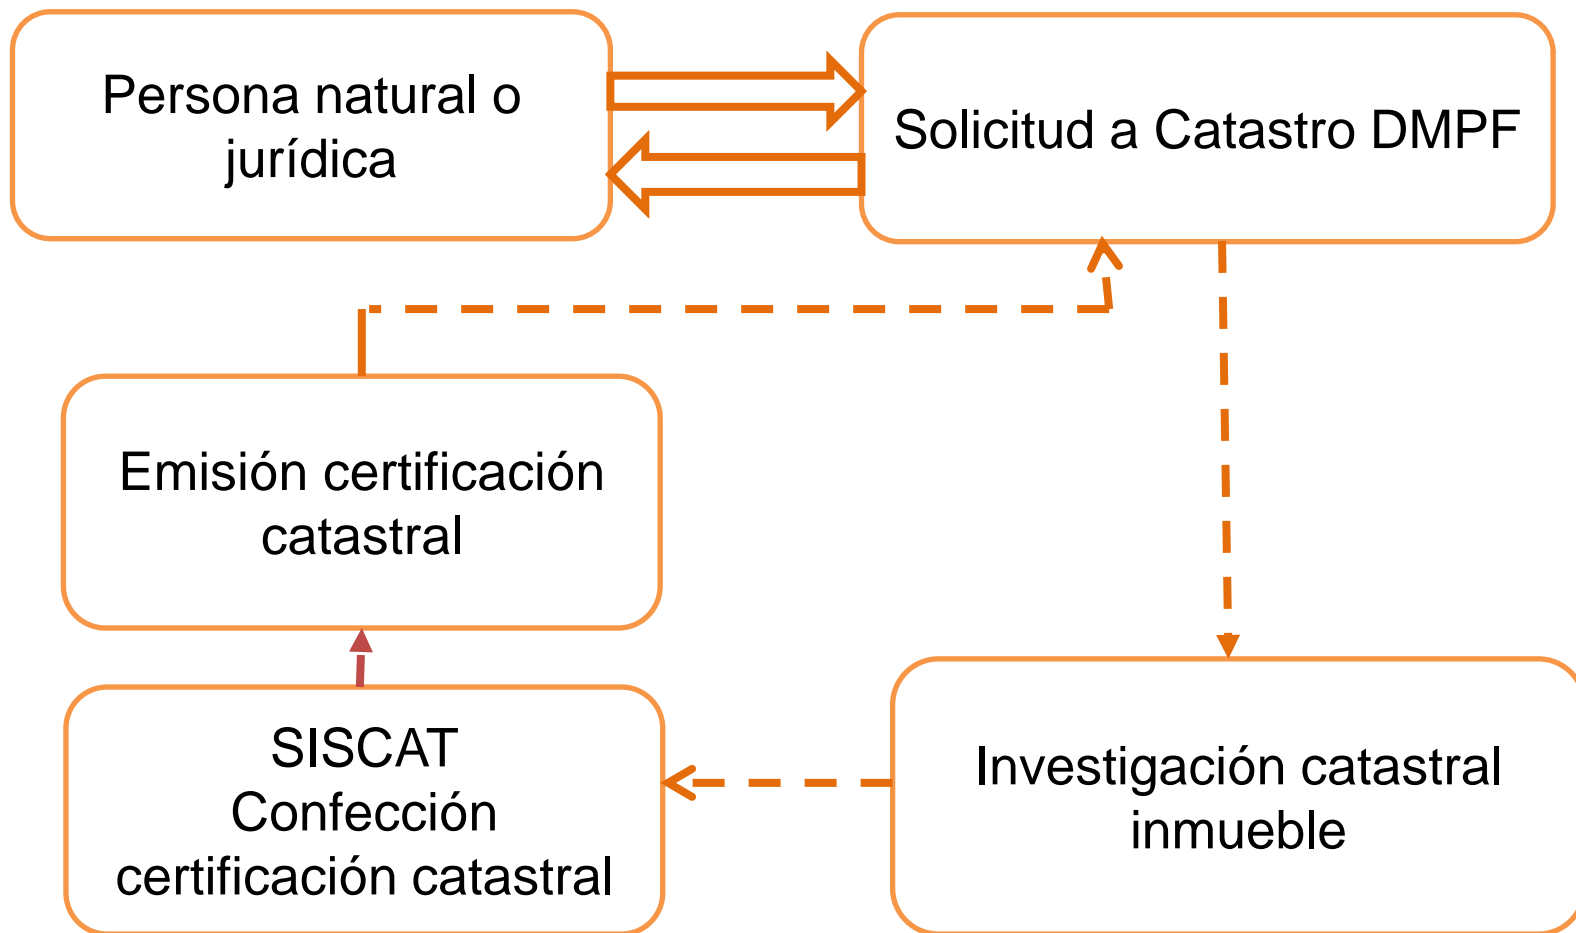 Persona natural o
jurídica
Solicitud a Catastro DMPF
Emisión certificación
catastral
SISCAT
Confección
certificación catastral
Investigación catastral
inmueble